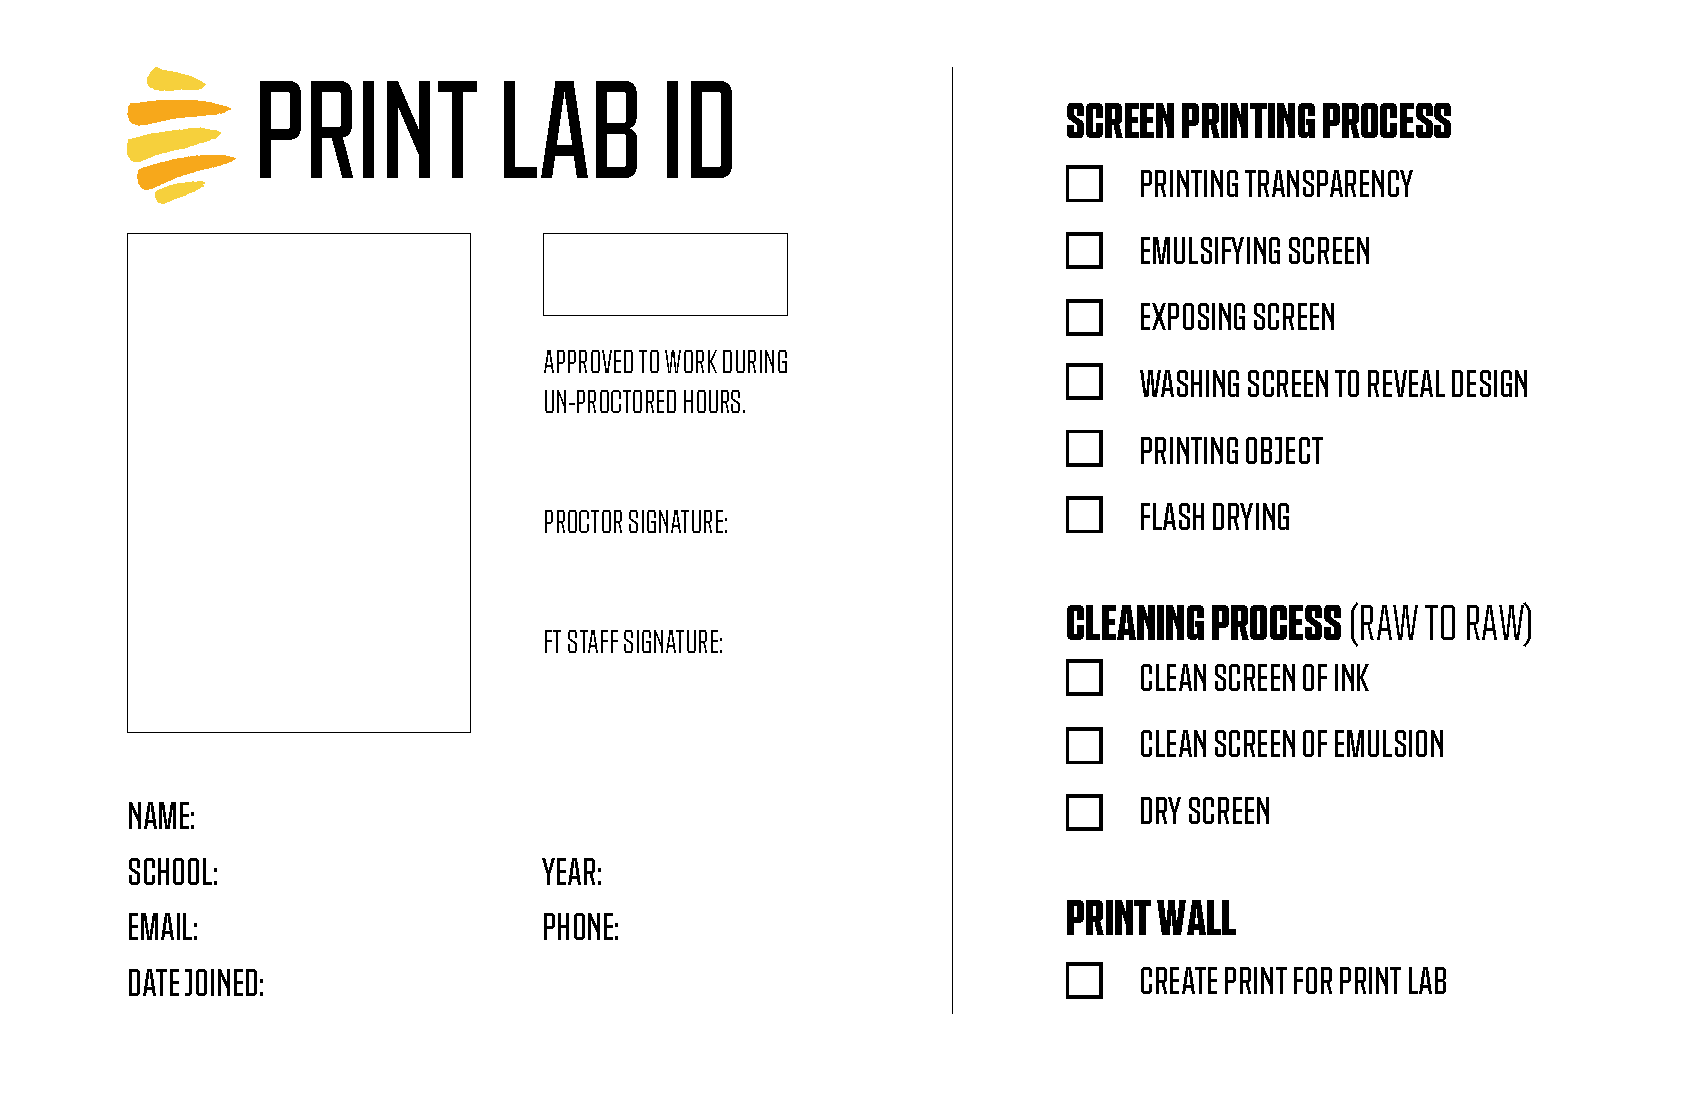 PRINT LAB ID
APPROVED TO WORK DURING
UN-PROCTORED HOURS.
PROCTOR SIGNATURE:
FT STAFF SIGNATURE:
NAME:
SCHOOL:
YEAR:
EMAIL:
PHONE:
DATE JOINED:
SCREEN PRINTING PROCESS
PRINTING TRANSPARENCY
EMULSIFYING SCREEN
EXPOSING SCREEN
WASHING SCREEN TO REVEAL DESIGN
PRINTING OBJECT
FLASH DRYING
CLEANING PROCESS (RAW TO RAW)
CLEAN SCREEN OF INK
CLEAN SCREEN OF EMULSION
DRY SCREEN
PRINT WALL
CREATE PRINT FOR PRINT LAB